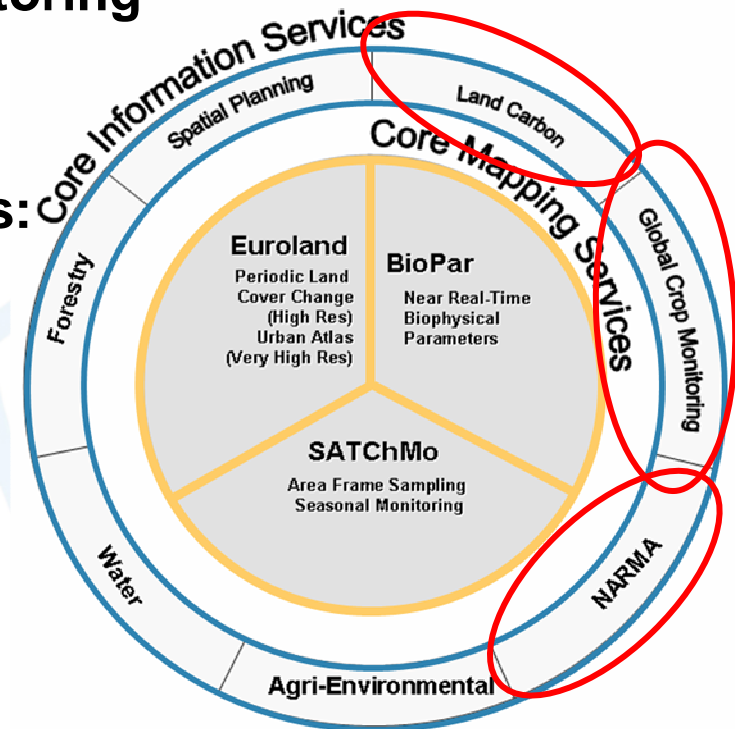 toring
s:
Core Information Services
Spatial Planning
Land Carbon
Global Crop Monitoring
NARMA
Agri-Environmental
Water
Forestry
Core Mapping Services
Euroland
Periodic Land
Cover Change
(High Res)
Urban Atlas
(Very High Res)
BioPar
Near Real-Time
Biophysical
Parameters
SATChMo
Area Frame Sampling
Seasonal Monitoring